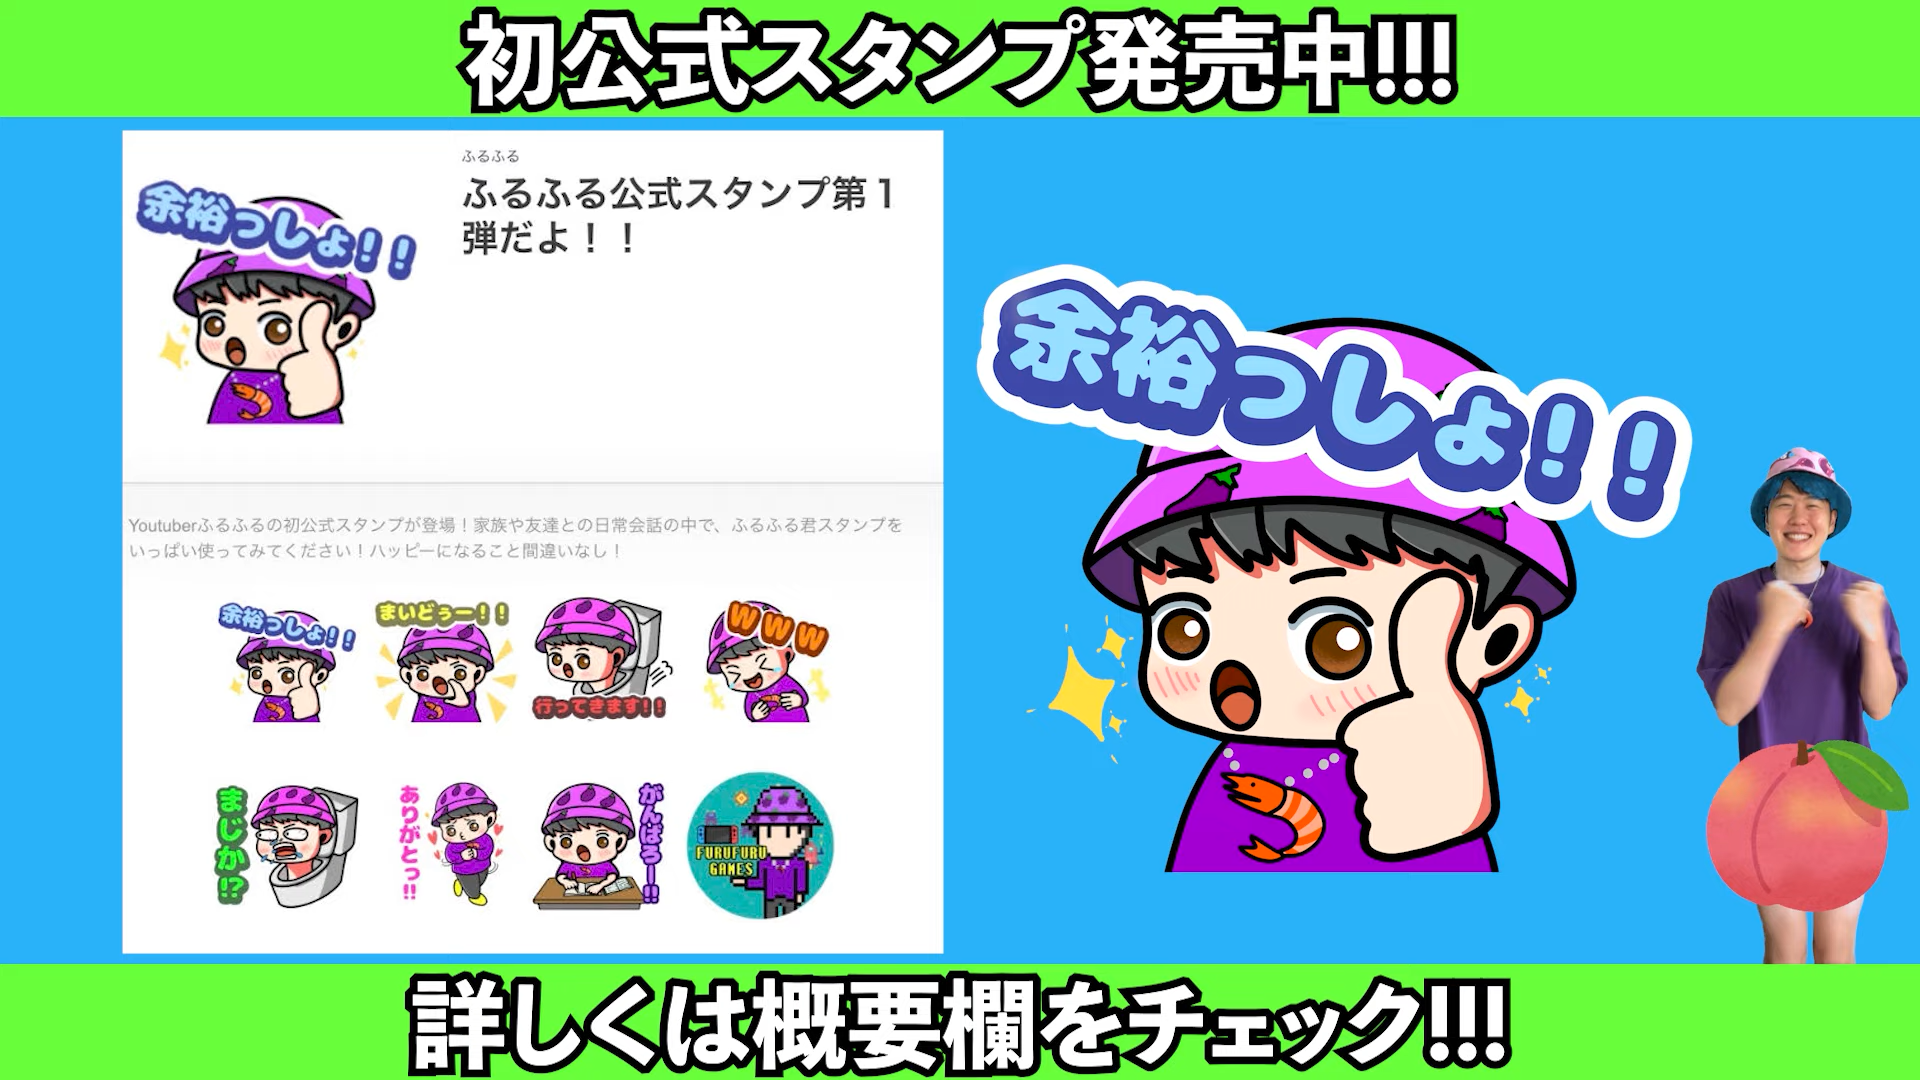 初公式スタンプ発売中!!!
ふるふる
ふるふる公式スタンプ第1
弾だよ！！
余裕っしょ!!
余裕っしょ!!
Youtuberふるふるの初公式スタンプが登場！家族や友達との日常会話の中で、ふるふる君スタンプを
いっぱい使ってみてください！ハッピーになること間違いなし！
余裕っしょ!!
まいどぅー!!
行ってきます!!
WWW
まじか!?
ありがとっ!!
がんばろー!!
FURUFURU
GAMES
詳しくは概要欄をチェック!!!